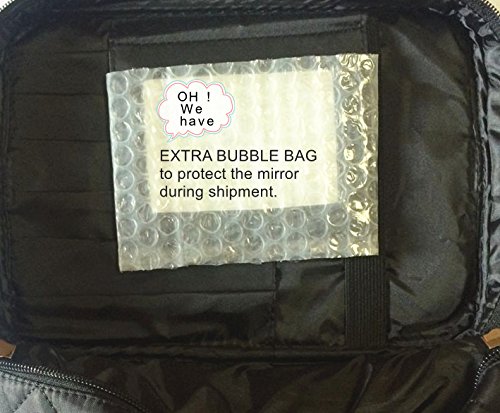 OH !
We
have
EXTRA BUBBLE BAG
to protect the mirror
during shipment.